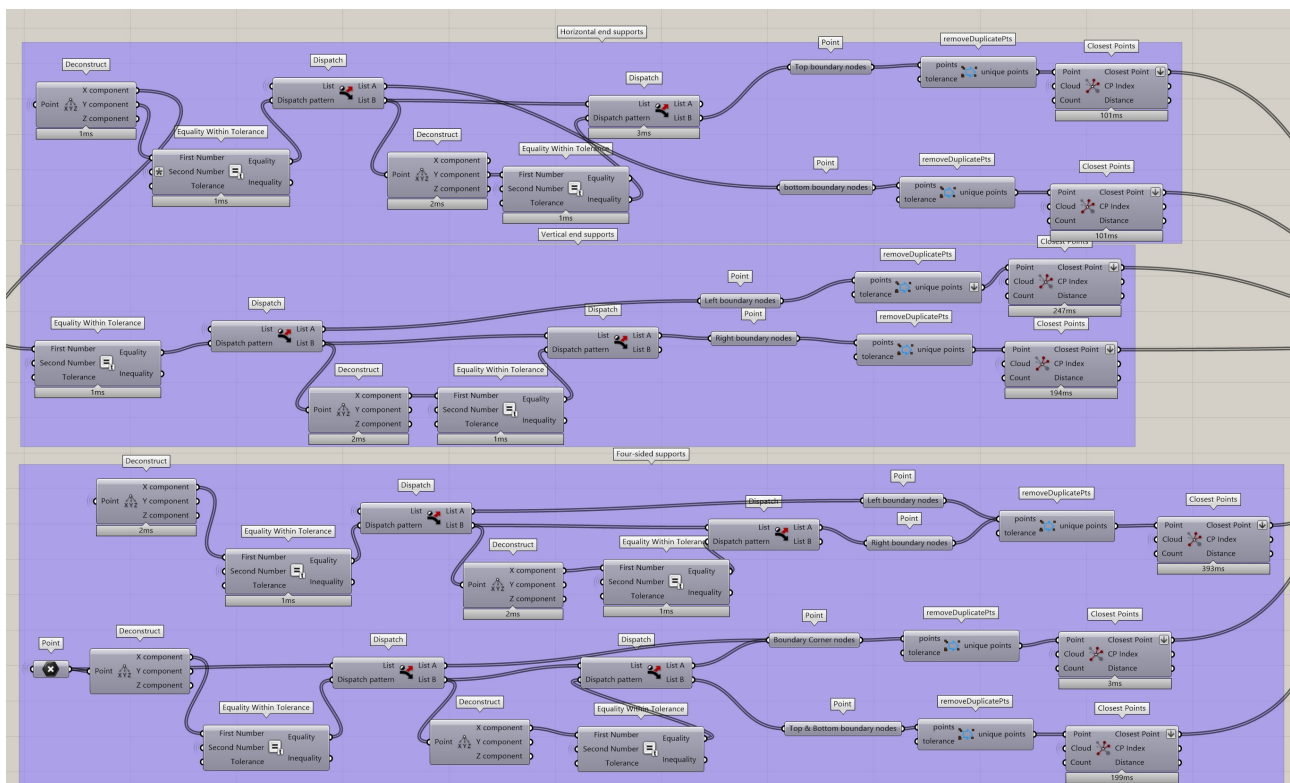 Horizontal end supports
Deconstruct
Point
X component
Y component
Z component
1ms
Equality Within Tolerance
First Number
Second Number
Tolerance
Equality
Inequality
1ms
Dispatch
List
Dispatch pattern
List A
List B
Deconstruct
Point
X component
Y component
Z component
2ms
Equality Within Tolerance
First Number
Second Number
Tolerance
Equality
Inequality
1ms
Dispatch
List
Dispatch pattern
List A
List B
3ms
Point
Top boundary nodes
removeDuplicatePts
points
tolerance
unique points
Closest Points
Point
Cloud
Count
Closest Point
CP Index
Distance
101ms
Point
bottom boundary nodes
removeDuplicatePts
points
tolerance
unique points
Closest Points
Point
Cloud
Count
Closest Point
CP Index
Distance
101ms
Vertical end supports
Equality Within Tolerance
First Number
Second Number
Tolerance
Equality
Inequality
1ms
Dispatch
List
Dispatch pattern
List A
List B
Deconstruct
Point
X component
Y component
Z component
2ms
Equality Within Tolerance
First Number
Second Number
Tolerance
Equality
Inequality
1ms
Dispatch
List
Dispatch pattern
List A
List B
Point
Left boundary nodes
removeDuplicatePts
points
tolerance
unique points
Closest Points
Point
Cloud
Count
Closest Point
CP Index
Distance
247ms
Point
Right boundary nodes
removeDuplicatePts
points
tolerance
unique points
Closest Points
Point
Cloud
Count
Closest Point
CP Index
Distance
194ms
Four-sided supports
Deconstruct
Point
X component
Y component
Z component
2ms
Equality Within Tolerance
First Number
Second Number
Tolerance
Equality
Inequality
1ms
Dispatch
List
Dispatch pattern
List A
List B
Deconstruct
Point
X component
Y component
Z component
2ms
Equality Within Tolerance
First Number
Second Number
Tolerance
Equality
Inequality
1ms
Dispatch
List
Dispatch pattern
List A
List B
Point
Left boundary nodes
Point
Right boundary nodes
removeDuplicatePts
points
tolerance
unique points
Closest Points
Point
Cloud
Count
Closest Point
CP Index
Distance
393ms
Point
Deconstruct
Point
X component
Y component
Z component
Equality Within Tolerance
First Number
Second Number
Tolerance
Equality
Inequality
Dispatch
List
Dispatch pattern
List A
List B
Deconstruct
Point
X component
Y component
Z component
Equality Within Tolerance
First Number
Second Number
Tolerance
Equality
Inequality
Dispatch
List
Dispatch pattern
List A
List B
Point
Boundary Corner nodes
removeDuplicatePts
points
tolerance
unique points
Closest Points
Point
Cloud
Count
Closest Point
CP Index
Distance
3ms
Point
Top & Bottom boundary nodes
removeDuplicatePts
points
tolerance
unique points
Closest Points
Point
Cloud
Count
Closest Point
CP Index
Distance
199ms